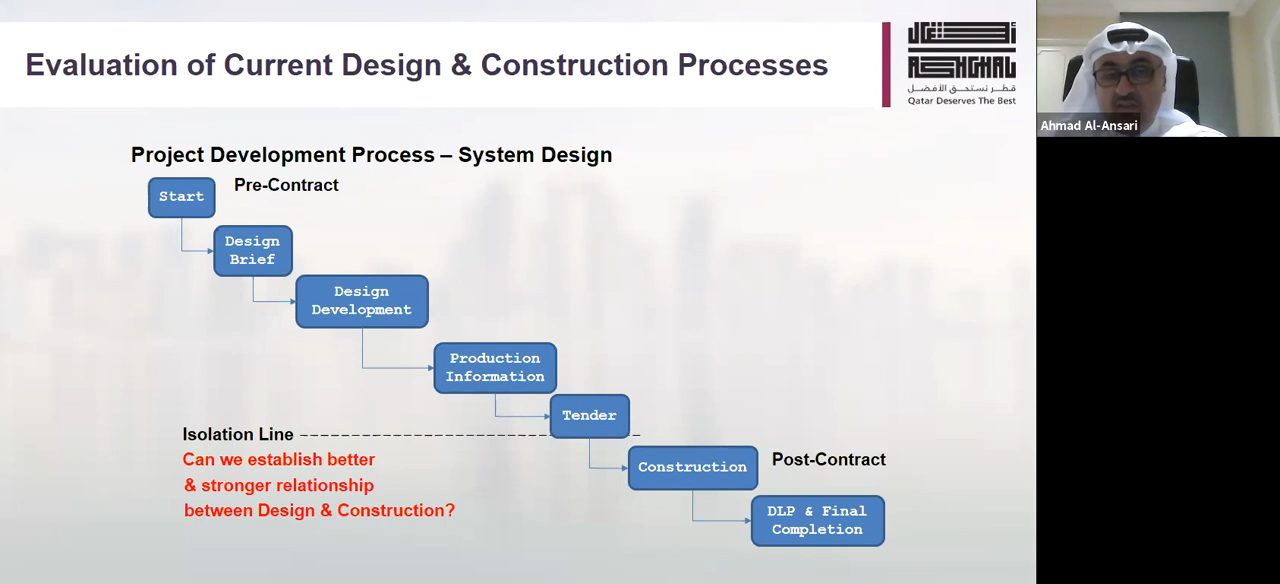 Evaluation of Current Design & Construction Processes
ASHGHAL
قطر تستحق الأفضل
Qatar Deserves The Best
Ahmad Al-Ansari
Project Development Process – System Design
Pre-Contract
Start
Design
Brief
Design
Development
Production
Information
Tender
Isolation Line
Can we establish better
& stronger relationship
between Design & Construction?
Construction
Post-Contract
DLP & Final
Completion